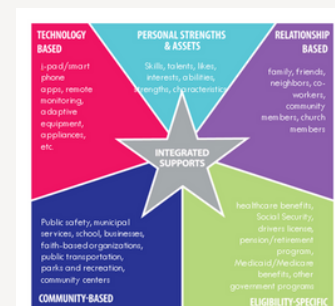 TECHNOLOGY
BASED
i-pad/smart
phone
apps, remote
monitoring,
adaptive
equipment,
appliances,
etc.
PERSONAL STRENGTHS
& ASSETS
Skills, talents, likes,
interests, abilities,
strengths, characteristics
RELATIONSHIP
BASED
family, friends,
neighbors, co-
workers,
community
members, church
members
INTEGRATED
SUPPORTS
Public safety, municipal
services, school, businesses,
faith-based organizations,
public transportation,
parks and recreation,
community centers
COMMUNITY-BASED
healthcare benefits,
Social Security,
drivers license,
pension/retirement
program,
Medicaid/Medicare
benefits, other
government programs
ELIGIBILITY-SPECIFIC